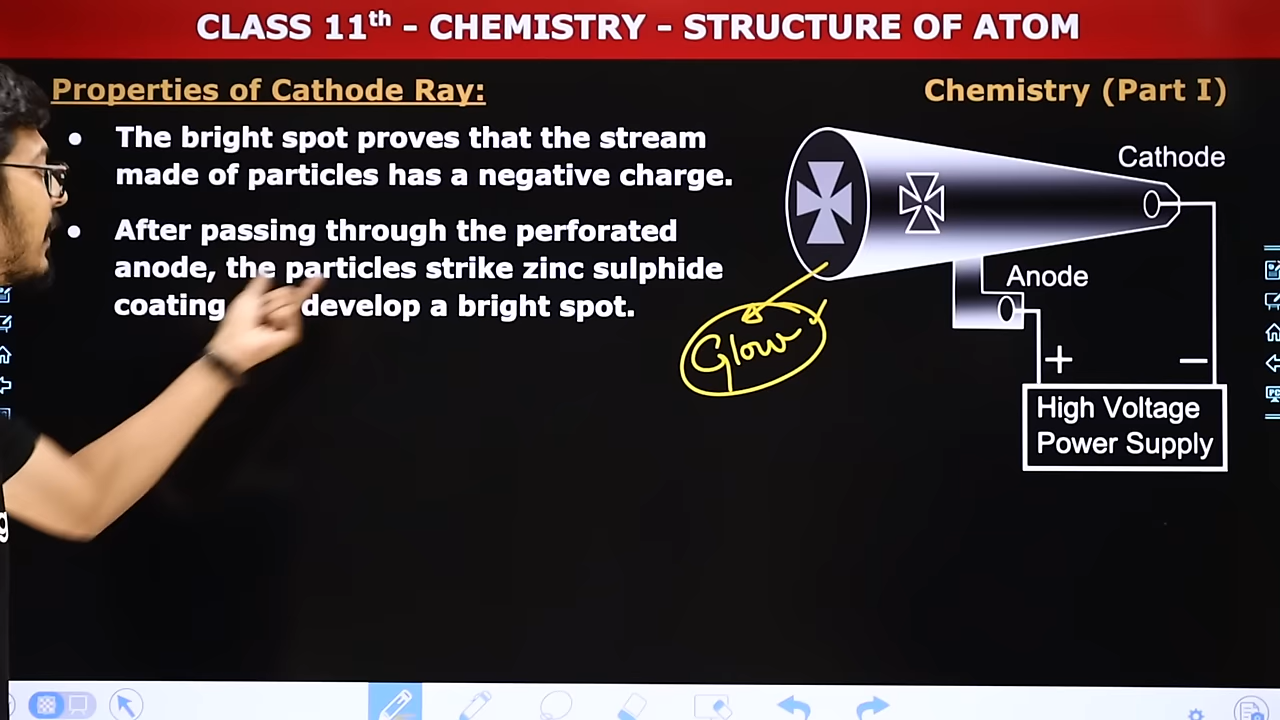 CLASS 11th - CHEMISTRY - STRUCTURE OF ATOM
Properties of Cathode Ray:
Chemistry (Part I)
• The bright spot proves that the stream
made of particles has a negative charge.
• After passing through the perforated
anode, the particles strike zinc sulphide
coating develop a bright spot.
Cathode
Anode
Glow
+ −
High Voltage
Power Supply